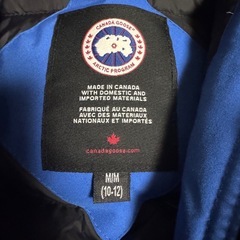 CANADA GOOSE
ARCTIC PROGRAM
MADE IN CANADA
WITH DOMESTIC AND
IMPORTED MATERIALS
FABRIQUÉ AU CANADA
AVEC DES MATERIAUX
NATIONAUX ET IMPORTÉS
canadagoose.com
M/M
(10-12)